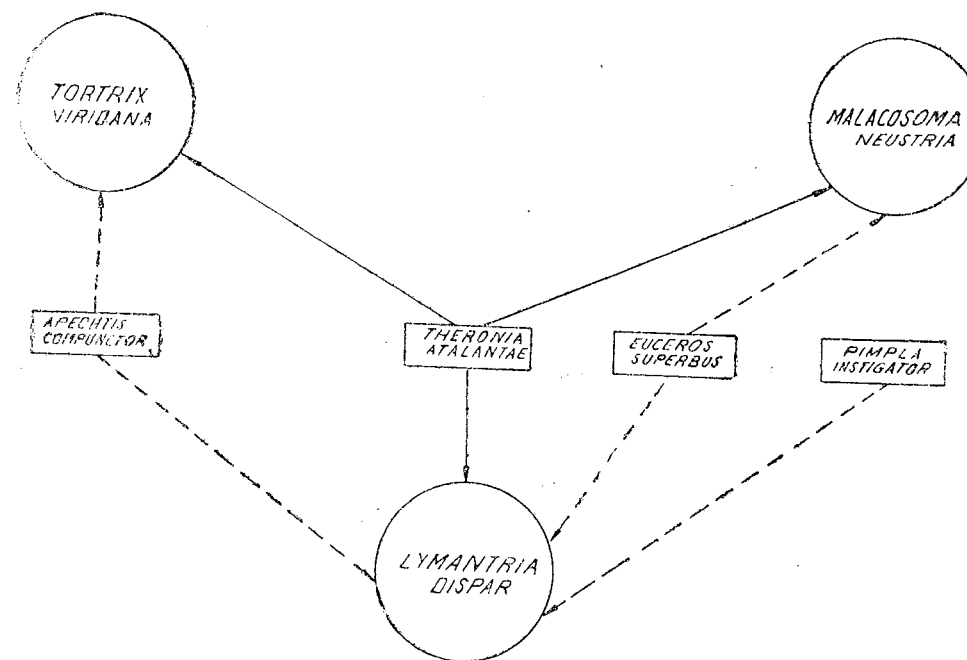 TORTRIX
VIRIDANA
MALACOSOMA
NEUSTRIA
APECHTIS
COMPUNCTOR
THERONIA
ATALANTAE
EUCEROS
SUPERBUS
PIMPLA
INSTIGATOR
LYMANTRIA
DISPAR